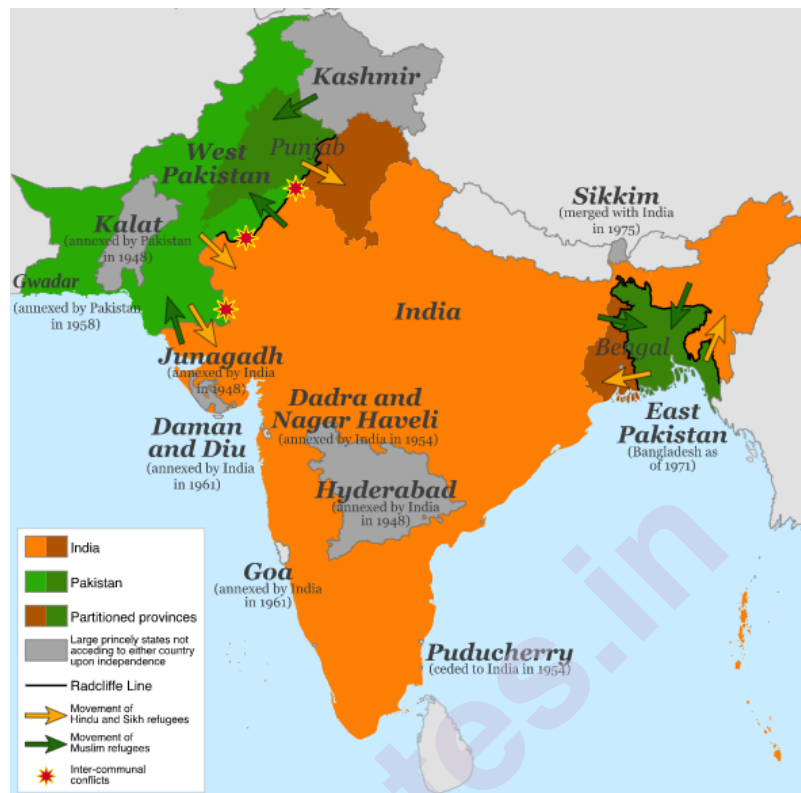 Kashmir
Punjab
West
Pakistan
Sikkim
(merged with India
in 1975)
Kalat
(annexed by Pakistan
in 1948)
Gwadar
(annexed by Pakistan
in 1958)
India
Bengal
Junagadh
(annexed by India
in 1948)
Dadra and
Nagar Haveli
(annexed by India in 1954)
East
Pakistan
(Bangladesh as
of 1971)
Daman
and Diu
(annexed by India
in 1961)
Hyderabad
(annexed by India
in 1948)
Goa
(annexed by India
in 1961)
Puducherry
(ceded to India in 1954)
India
Pakistan
Partitioned provinces
Large princely states not
acceding to either country
upon independence
Radcliffe Line
Movement of
Hindu and Sikh refugees
Movement of
Muslim refugees
Inter-communal
conflicts
tes.in